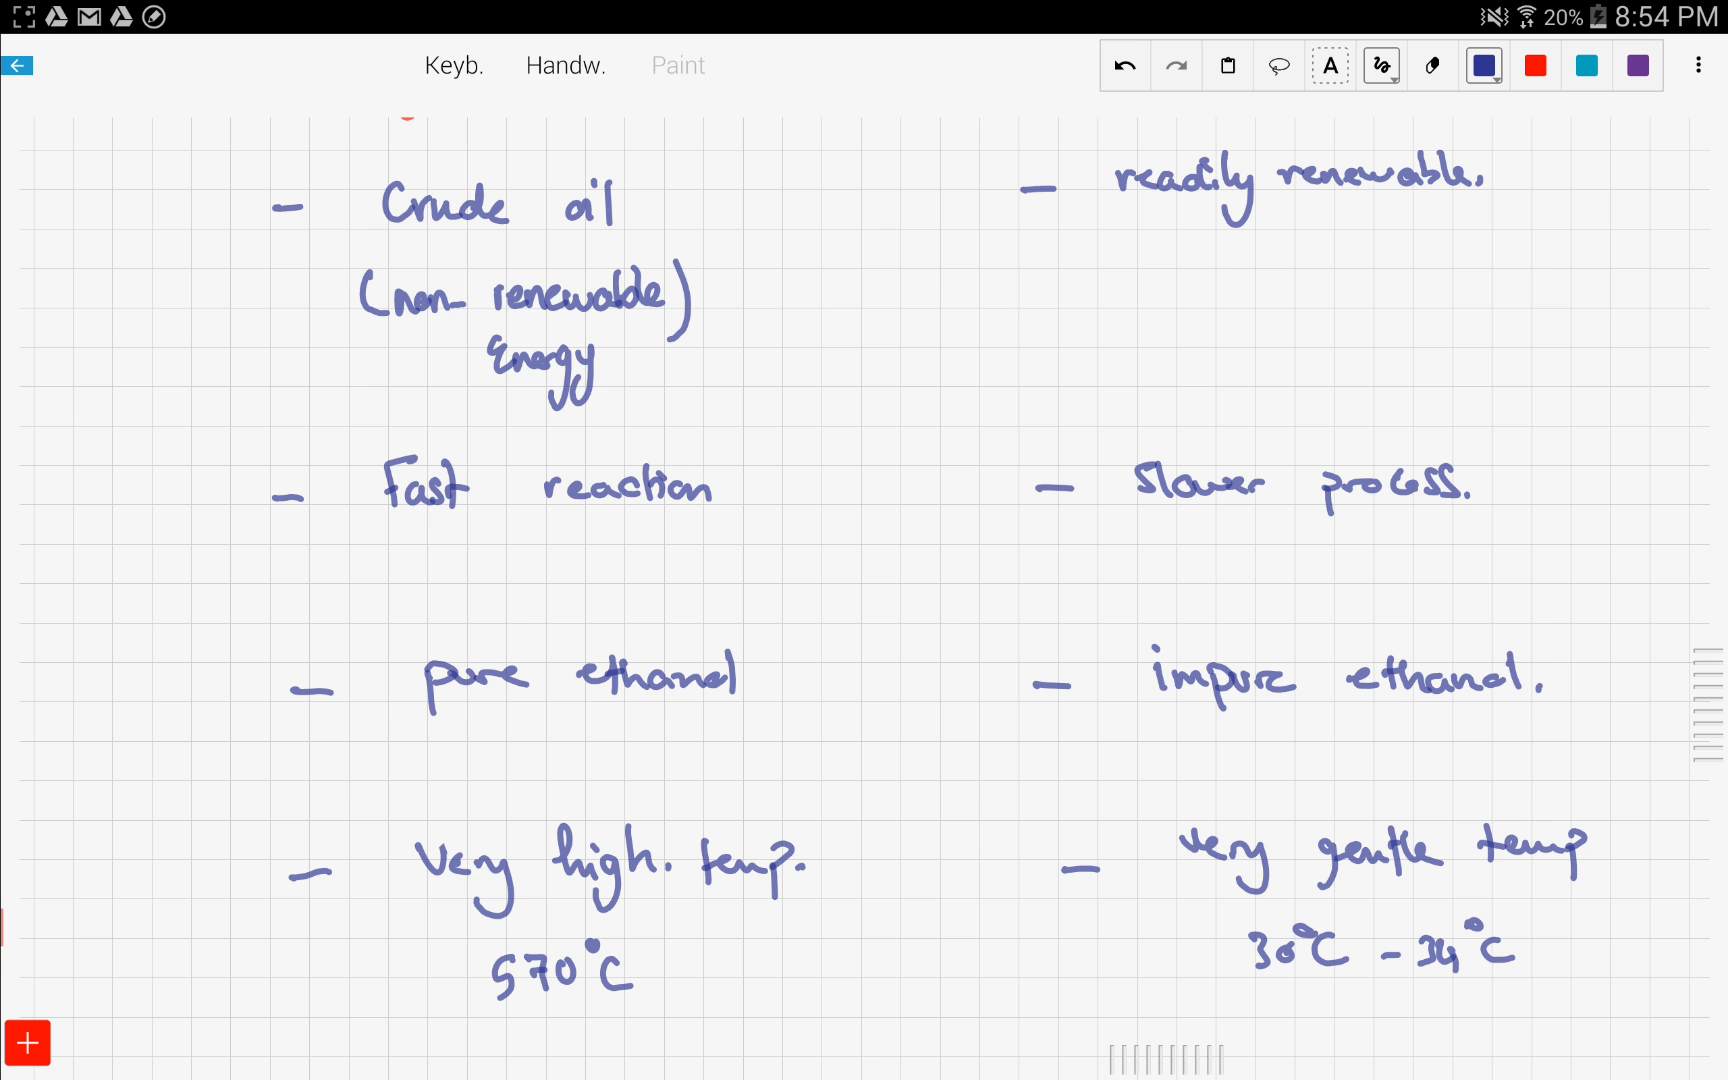 20% 8:54 PM
Keyb. Handw. Paint
A
- Crude oil
(non- renewable)
Energy
- readily renewable.
- Fast reaction
- Slower process.
- pure ethanol
- impure ethanol.
- Very high. temp.
570°C
- very gentle temp
30°C - 34°C